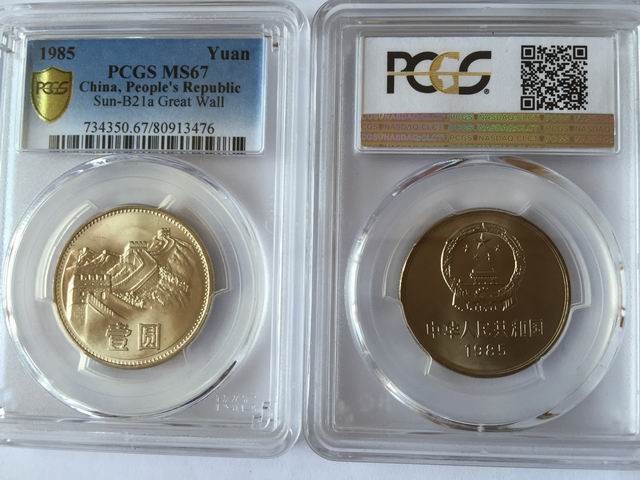 1985 Yuan
PCGS MS67
China, People's Republic
Sun-B21a Great Wall
734350.67/80913476
PCGS
壹圆
PCGS
中华人民共和国
1985